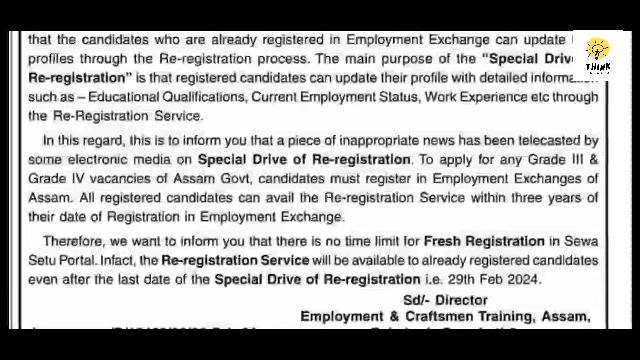 that the candidates who are already registered in Employment Exchange can update
profiles through the Re-registration process. The main purpose of the "Special Drive
THINK
Re-registration" is that registered candidates can update their profile with detailed
such as – Educational Qualifications, Current Employment Status, Work Experience etc through
the Re-Registration Service.
In this regard, this is to inform you that a piece of inappropriate news has been telecasted by
some electronic media on Special Drive of Re-registration. To apply for any Grade III &
Grade IV vacancies of Assam Govt, candidates must register in Employment Exchanges of
Assam. All registered candidates can avail the Re-registration Service within three years of
their date of Registration in Employment Exchange.
Therefore, we want to inform you that there is no time limit for Fresh Registration in Sewa
Setu Portal. Infact, the Re-registration Service will be available to already registered candidates
even after the last date of the Special Drive of Re-registration i.e. 29th Feb 2024.
Sd/- Director
Employment & Craftsmen Training, Assam,